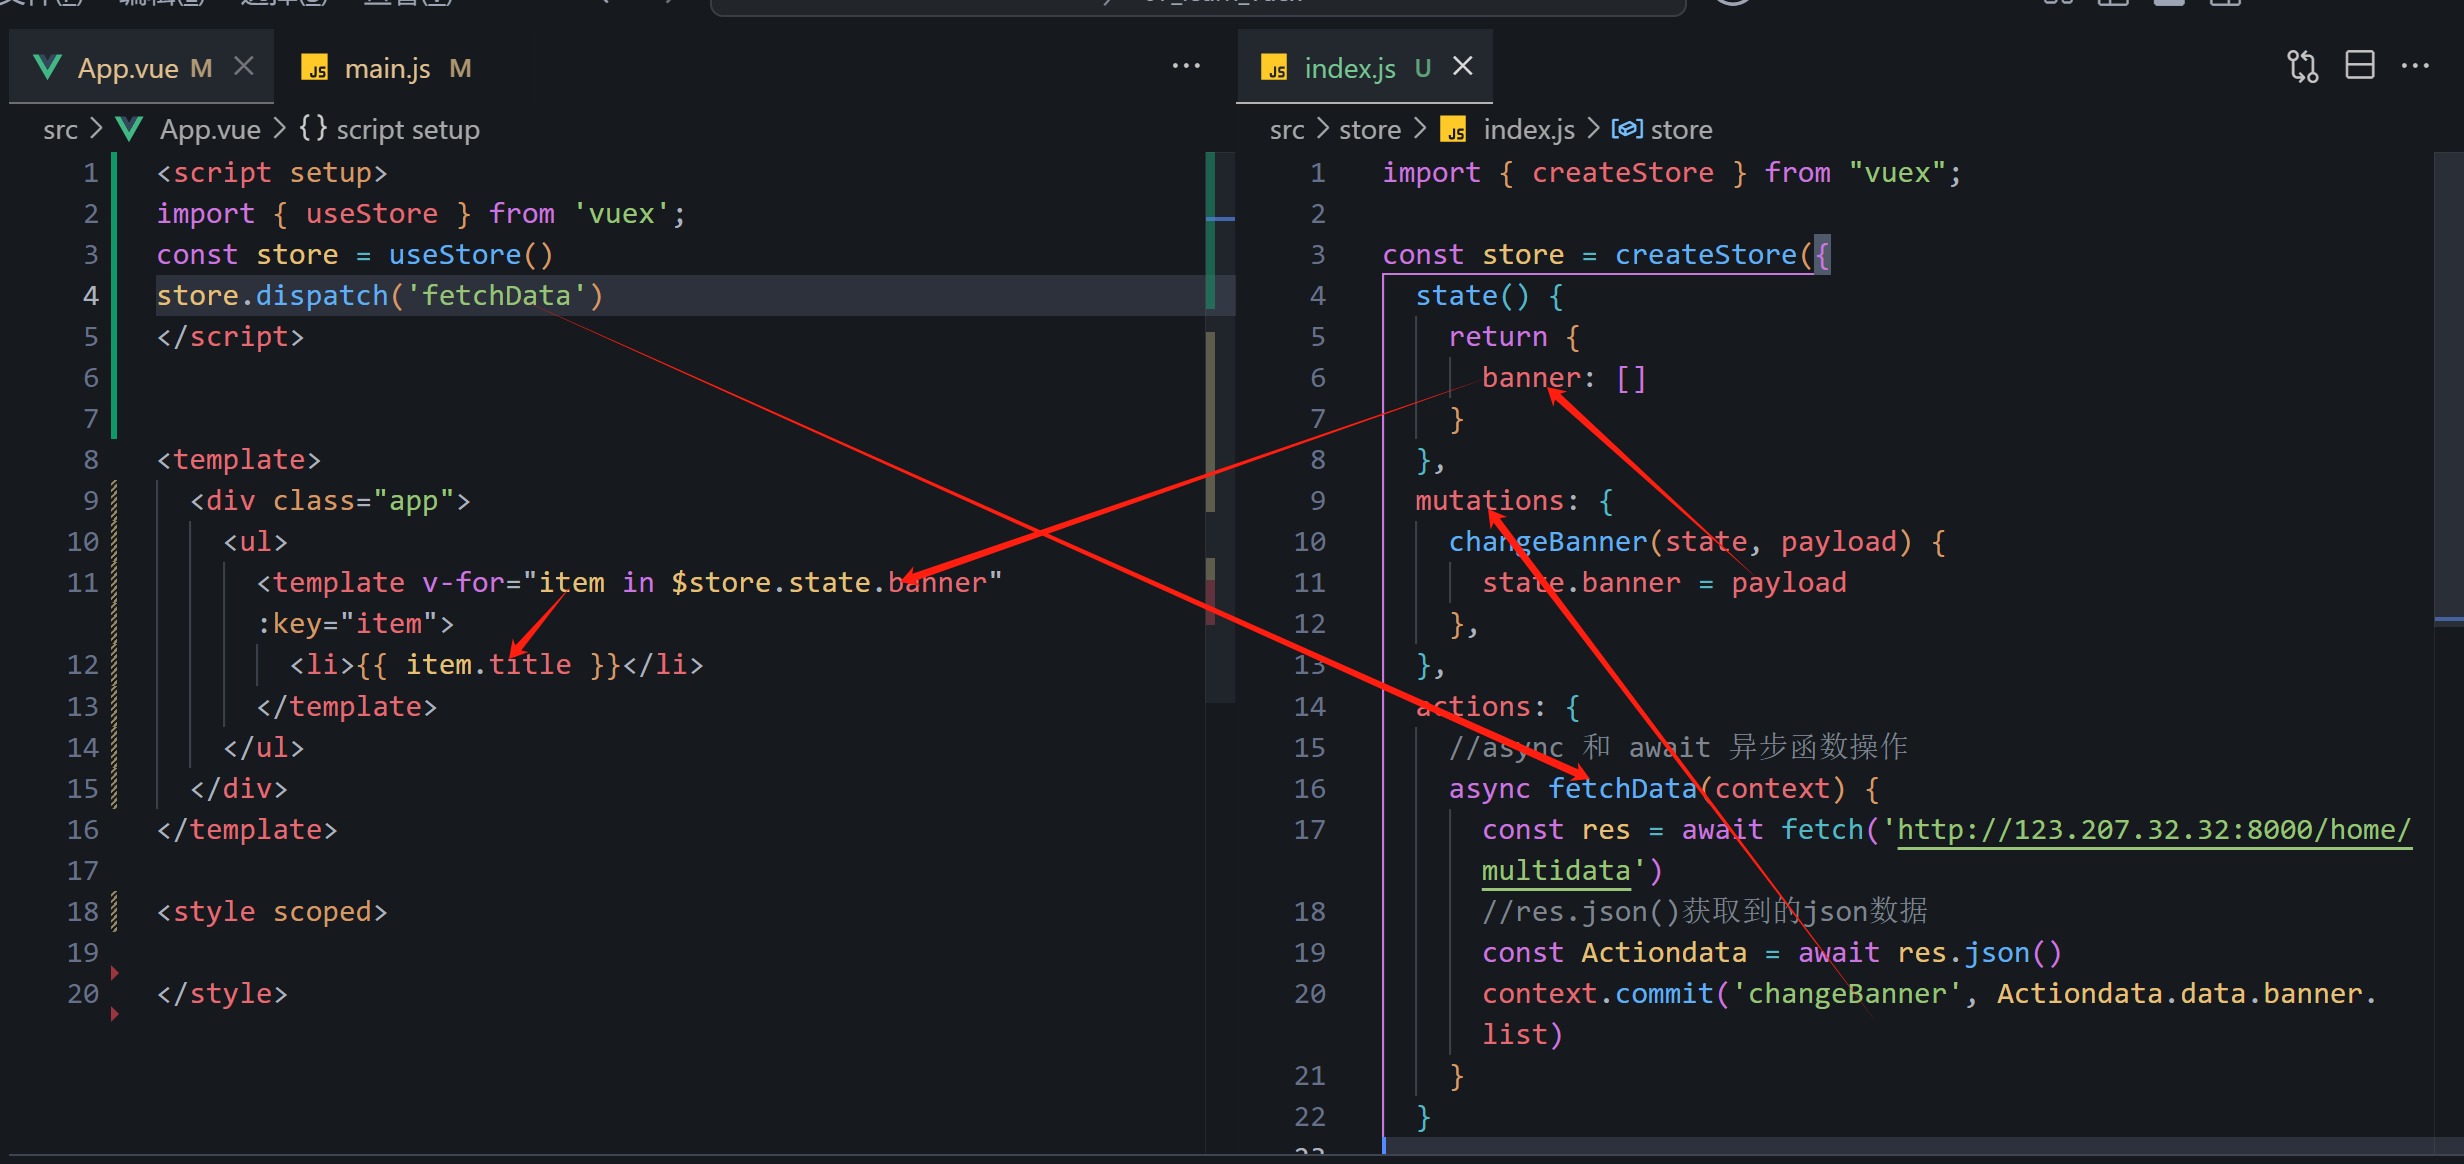 App.vue M
main.js M
src > App.vue > {} script setup
1 <script setup>
2 import { useStore } from 'vuex';
3 const store = useStore()
4 store.dispatch('fetchData')
5 </script>
6
7
8 <template>
9 <div class="app">
10 <ul>
11 <template v-for="item in $store.state.banner"
:key="item">
12 <li>{{ item.title }}</li>
13 </template>
14 </ul>
15 </div>
16 </template>
17
18 <style scoped>
19
20 </style>
index.js U
src > store > index.js > store
1 import { createStore } from "vuex";
2
3 const store = createStore({
4 state() {
5 return {
6 banner: []
7 }
8 },
9 mutations: {
10 changeBanner(state, payload) {
11 state.banner = payload
12 },
13 },
14 actions: {
15 //async 和 await 异步函数操作
16 async fetchData(context) {
17 const res = await fetch('http://123.207.32.32:8000/home/
multidata')
18 //res.json()获取到的json数据
19 const Actiondata = await res.json()
20 context.commit('changeBanner', Actiondata.data.banner.
list)
21 }
22 }